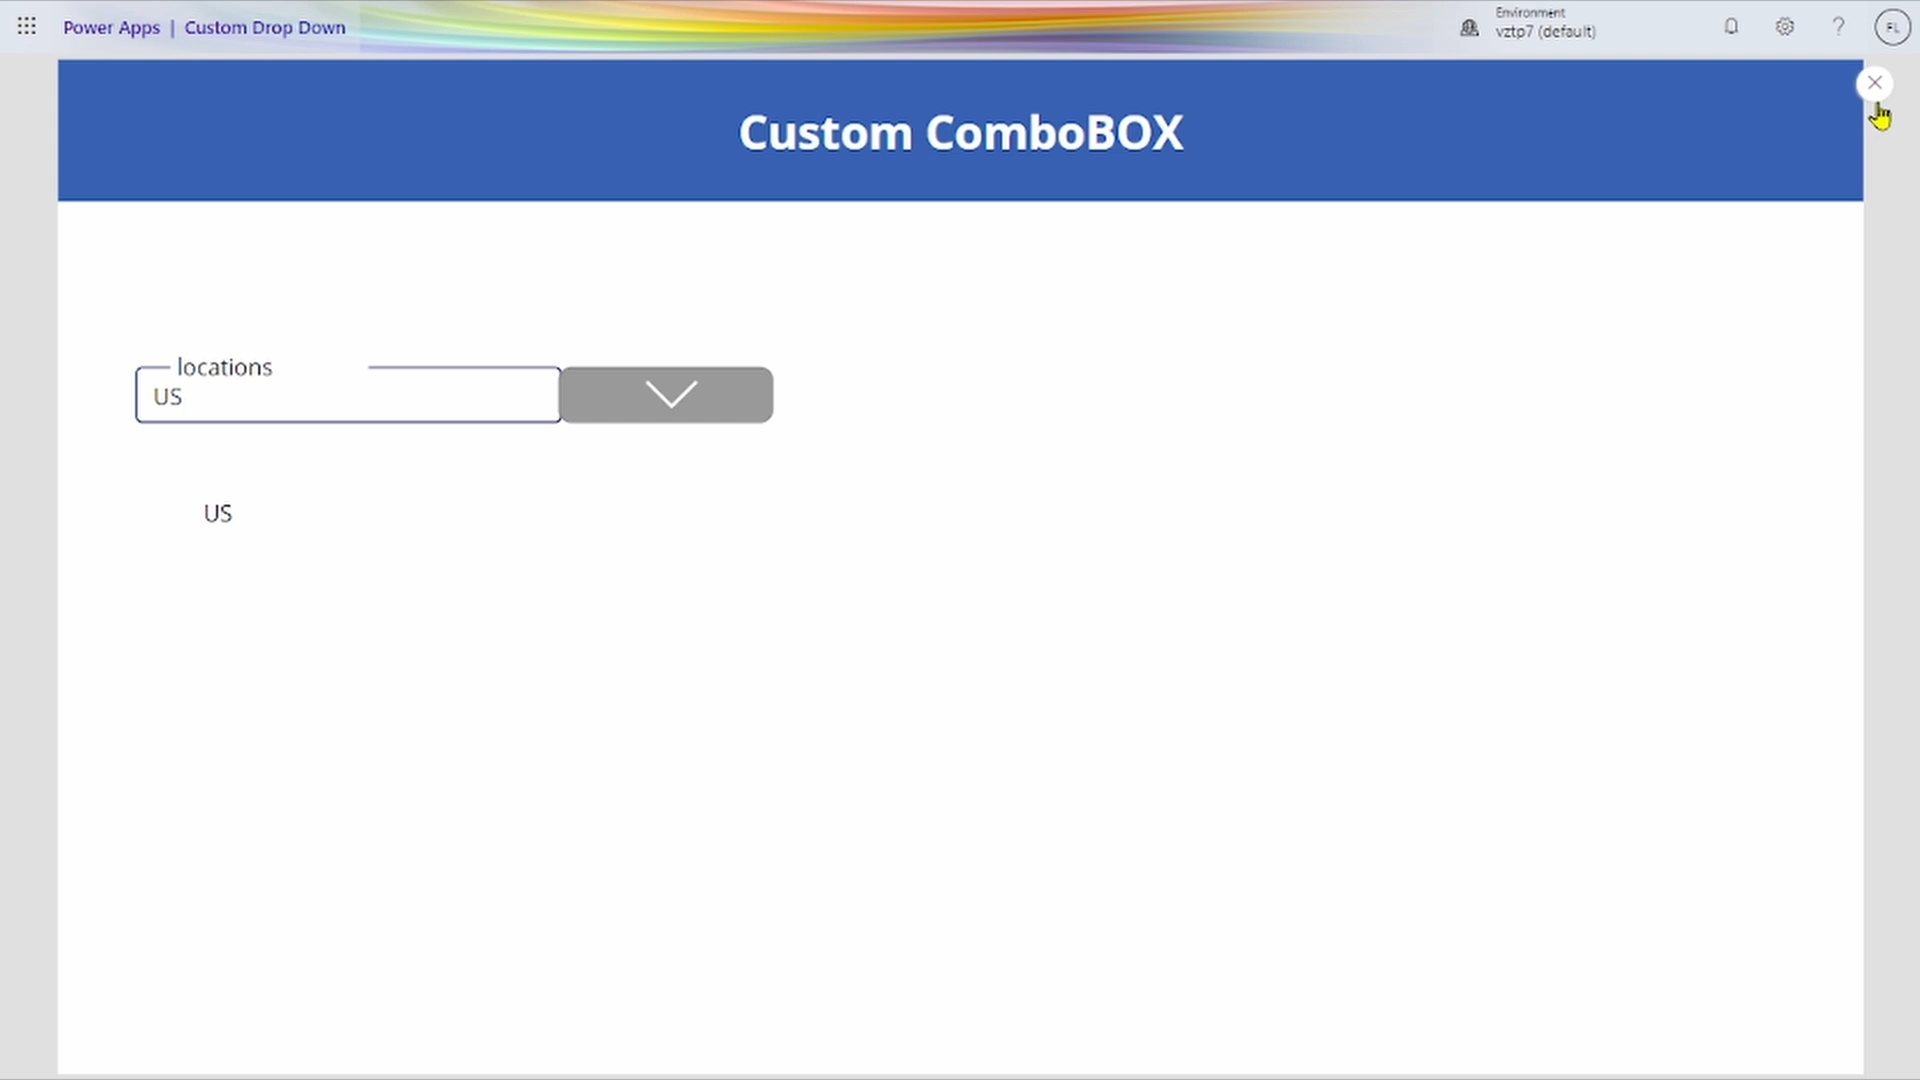 Power Apps | Custom Drop Down
Environment
vztp7 (default)
?
FL
Custom ComboBOX
locations
US
US